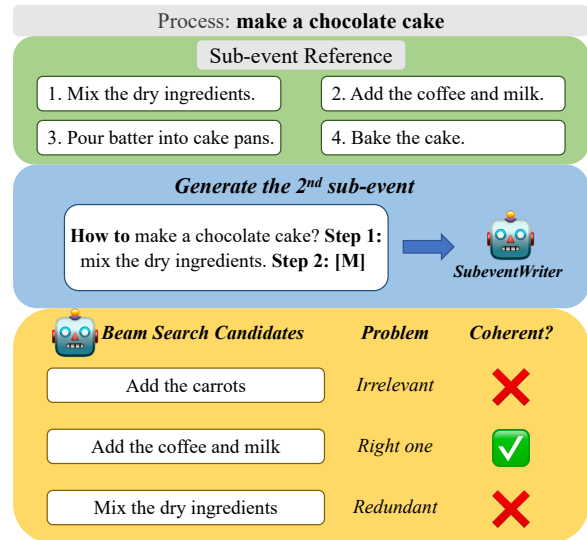 Process: make a chocolate cake
Sub-event Reference
1. Mix the dry ingredients.
2. Add the coffee and milk.
3. Pour batter into cake pans.
4. Bake the cake.
Generate the 2nd sub-event
How to make a chocolate cake? Step 1:
mix the dry ingredients. Step 2: [M]
SubeventWriter
Beam Search Candidates Problem Coherent?
Add the carrots Irrelevant
Add the coffee and milk Right one
Mix the dry ingredients Redundant